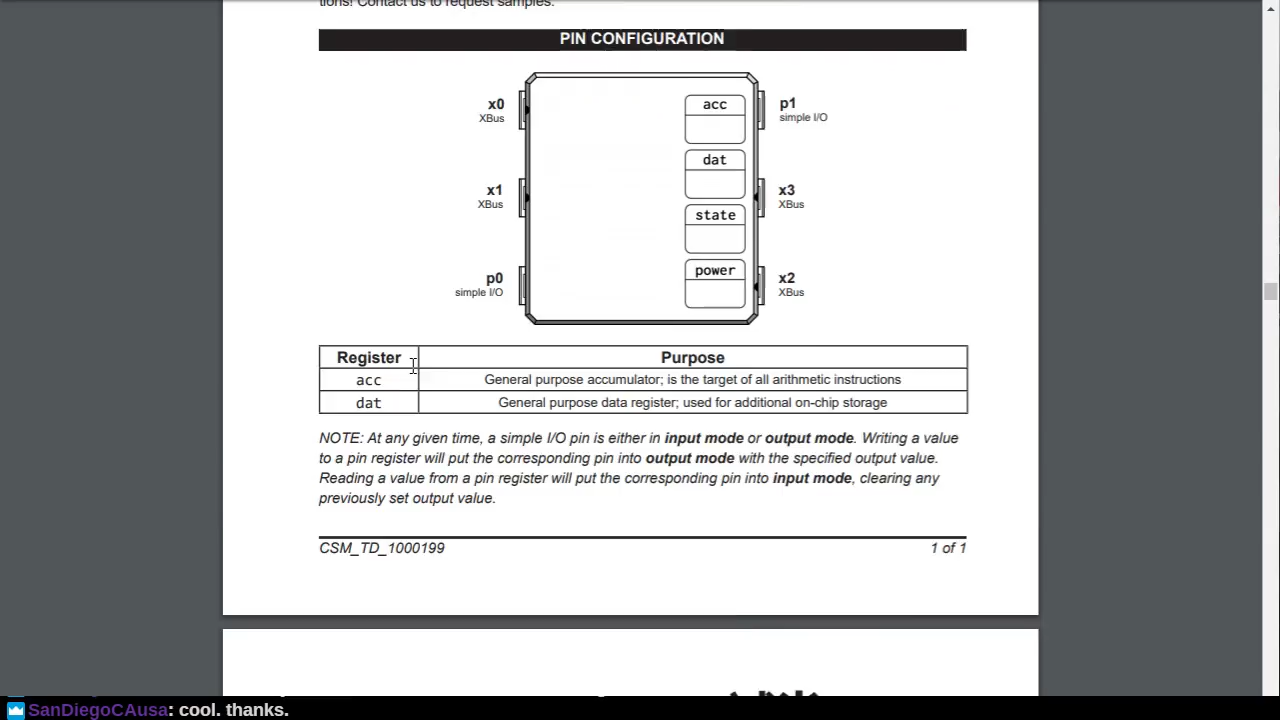 tions! Contact us to request samples.
PIN CONFIGURATION
x0
XBus
x1
XBus
p0
simple I/O
acc
dat
state
power
p1
simple I/O
x3
XBus
x2
XBus
Register Purpose
acc General purpose accumulator; is the target of all arithmetic instructions
dat General purpose data register; used for additional on-chip storage
NOTE: At any given time, a simple I/O pin is either in input mode or output mode. Writing a value
to a pin register will put the corresponding pin into output mode with the specified output value.
Reading a value from a pin register will put the corresponding pin into input mode, clearing any
previously set output value.
CSM_TD_1000199 1 of 1
SanDiegoCAusa: cool. thanks.